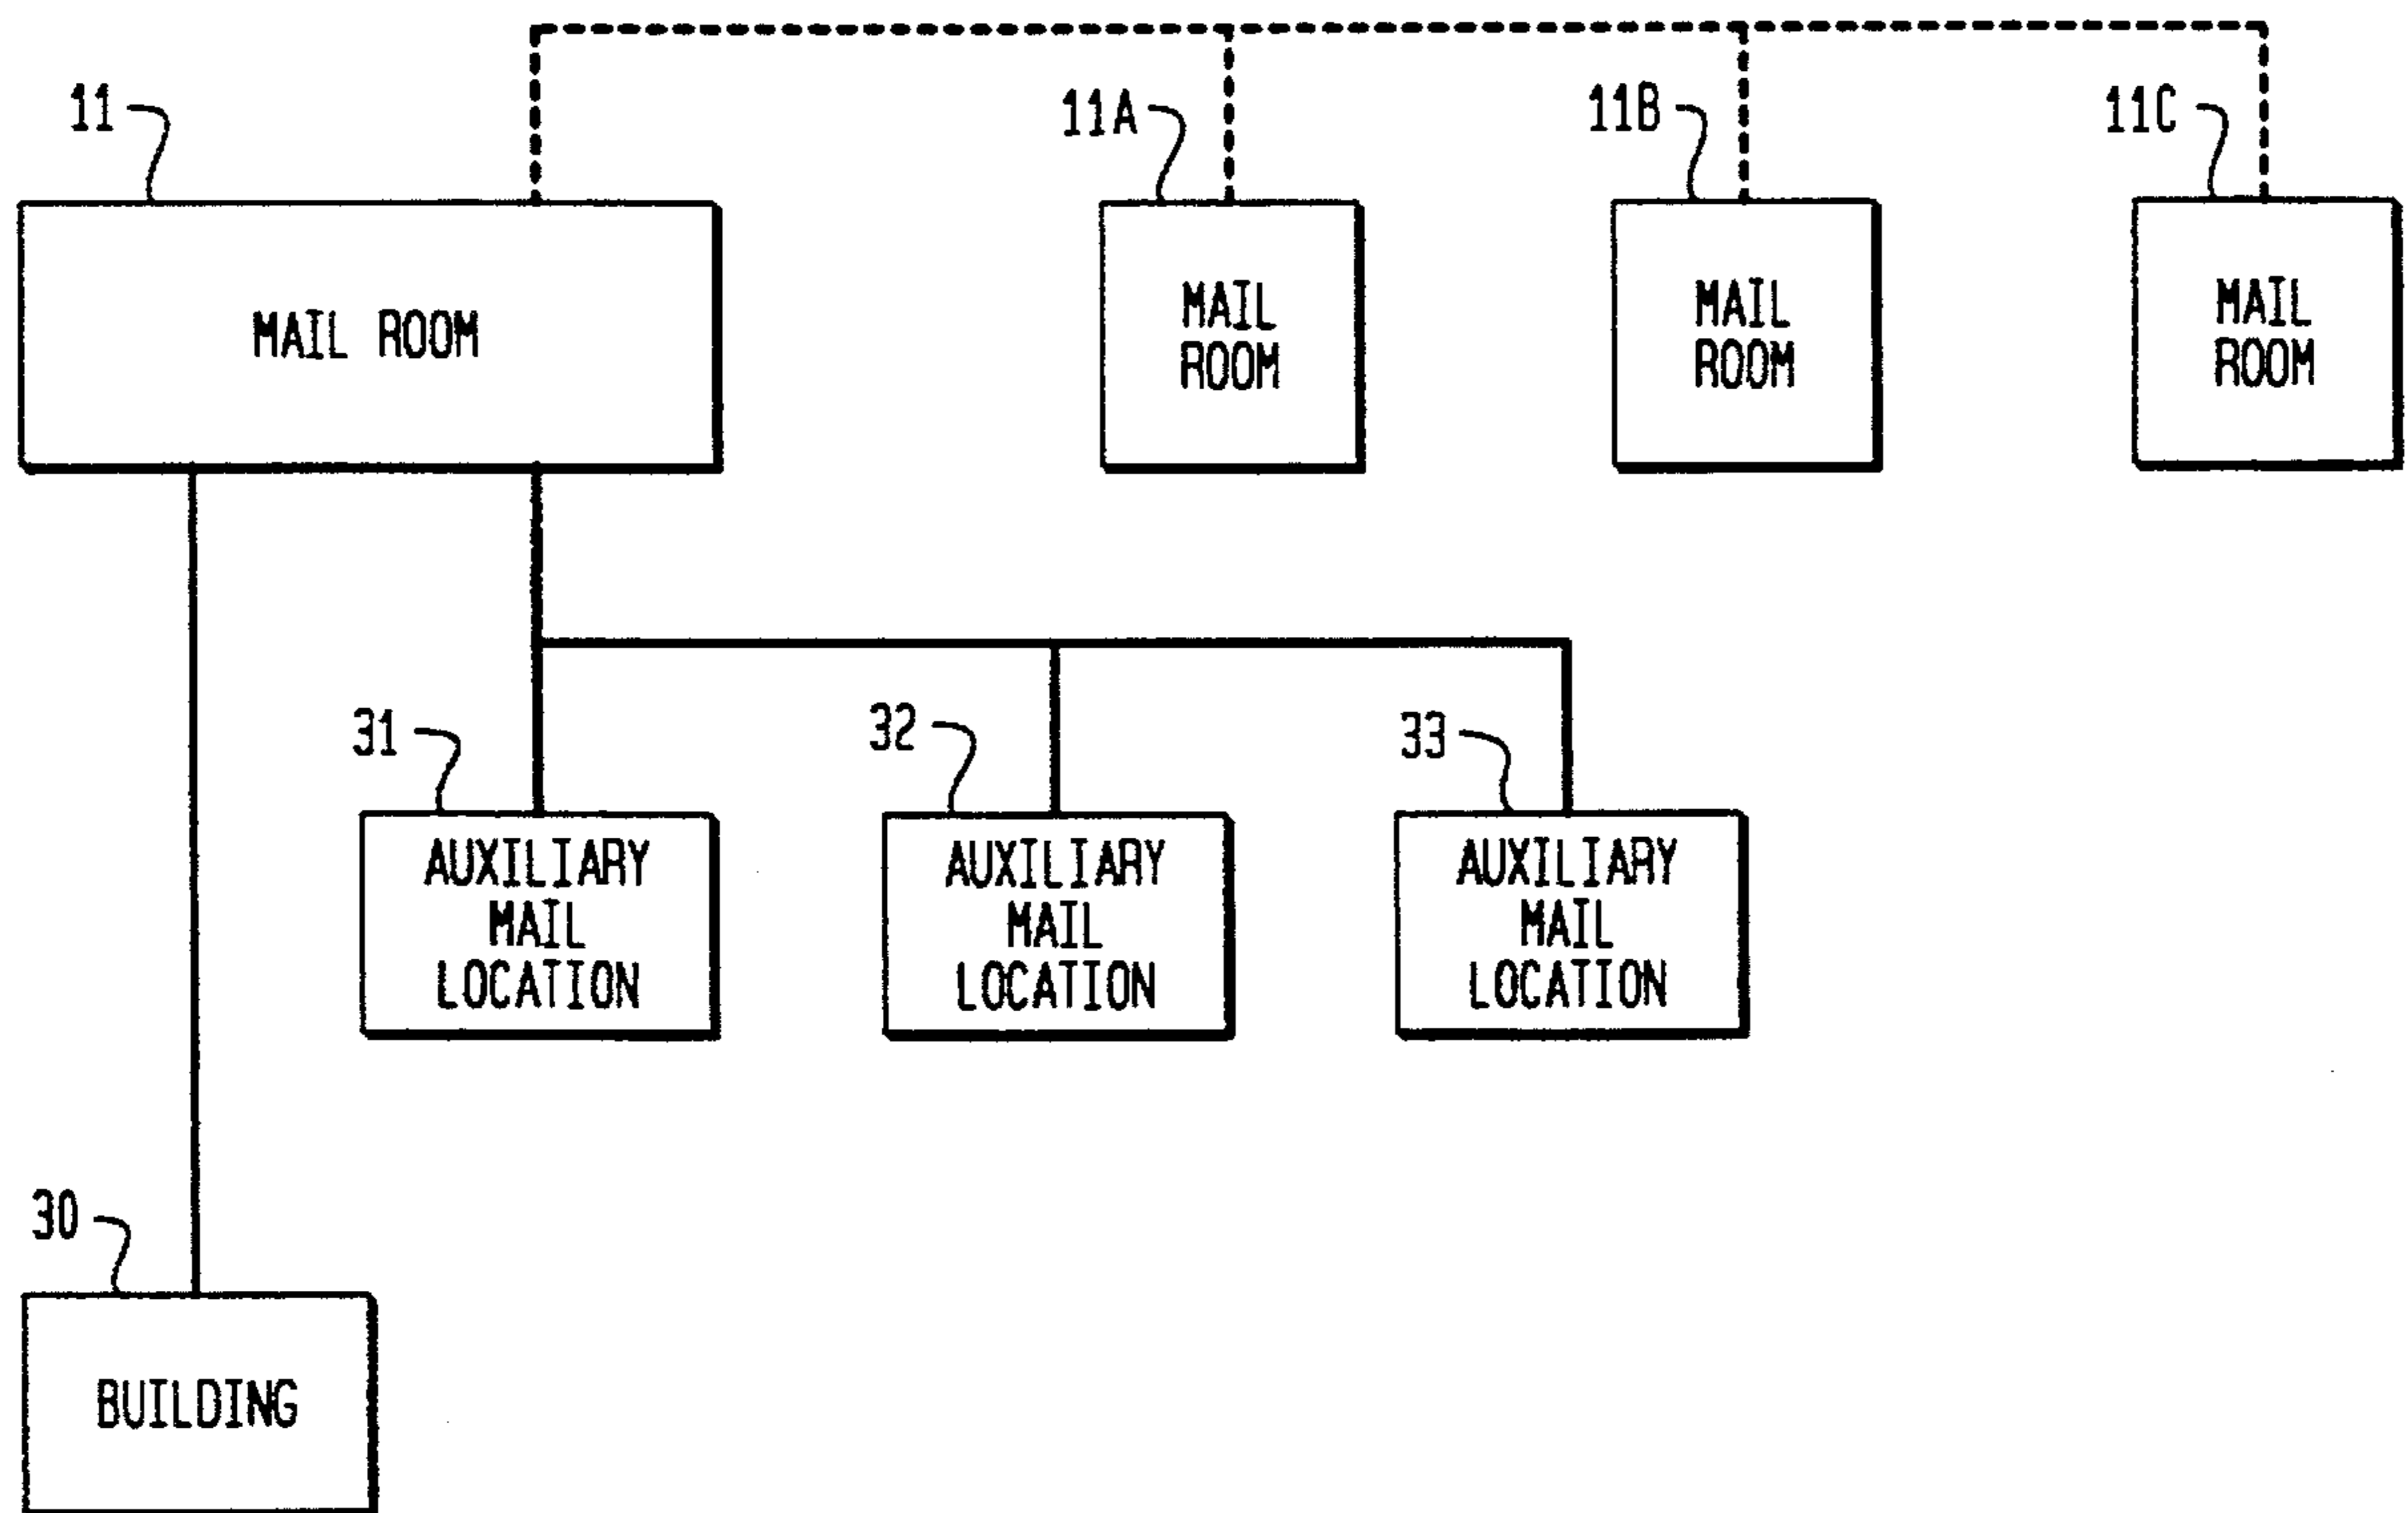 11
11A
11B
11C
MAIL ROOM
MAIL
ROOM
MAIL
ROOM
MAIL
ROOM
31
32
33
AUXILIARY
MAIL
LOCATION
AUXILIARY
MAIL
LOCATION
AUXILIARY
MAIL
LOCATION
30
BUILDING